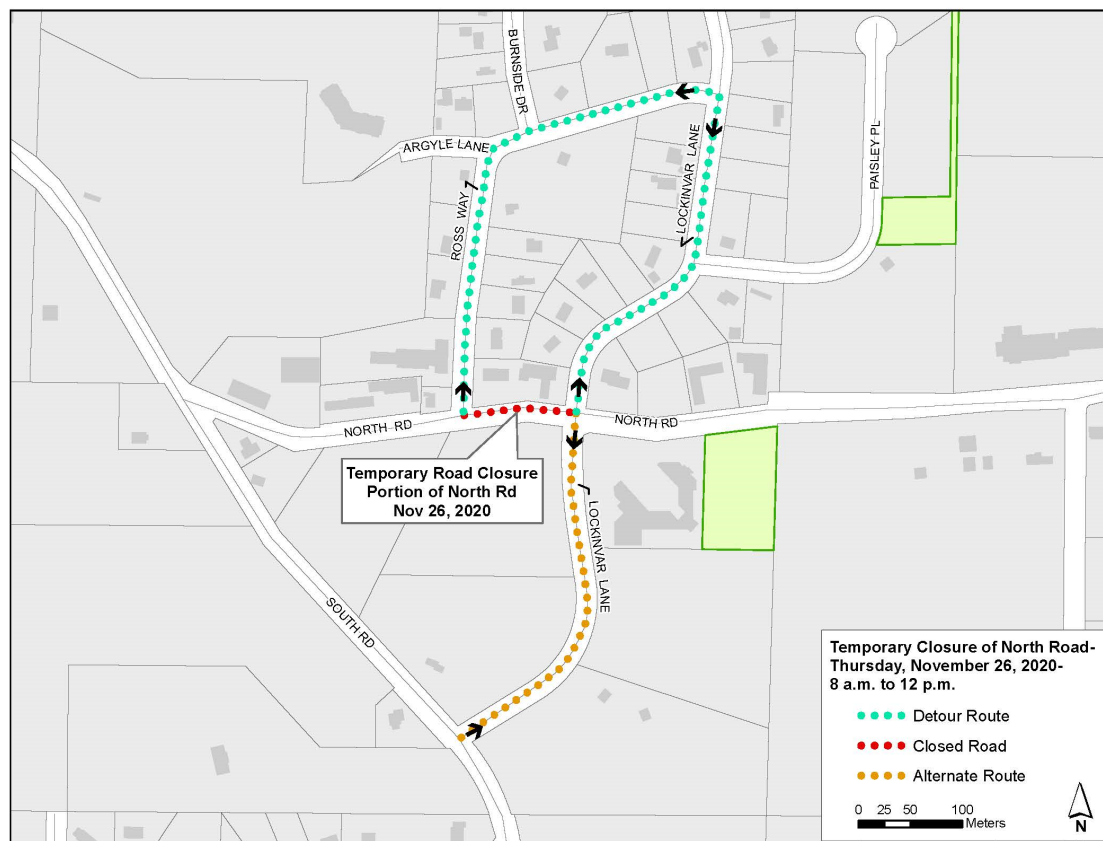 BURNSIDE DR
ARGYLE LANE
ROSS WAY
LOCKINVAR LANE
PAISLEY PL
NORTH RD
NORTH RD
Temporary Road Closure
Portion of North Rd
Nov 26, 2020
LOCKINVAR LANE
SOUTH RD
Temporary Closure of North Road-
Thursday, November 26, 2020-
8 a.m. to 12 p.m.
Detour Route
Closed Road
Alternate Route
0 25 50 100
Meters
N